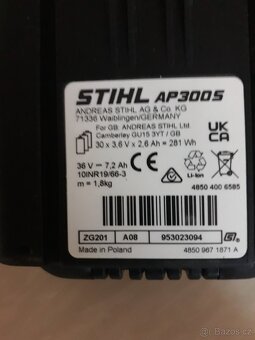 STIHL AP300S
ANDREAS STIHL AG & Co. KG
71336 Waiblingen/GERMANY
For GB: ANDREAS STIHL Ltd.
Camberley GU15 3YT / GB
30 x 3,6 V x 2,6 Ah = 281 Wh
UK
CA
36 V ⎓ 7,2 Ah
10INR19/66-3
m = 1,8kg
Li-Ion
4850 400 6585
ZG201 A08 953023094
Made in Poland 4850 967 1871 A
Bazos.cz